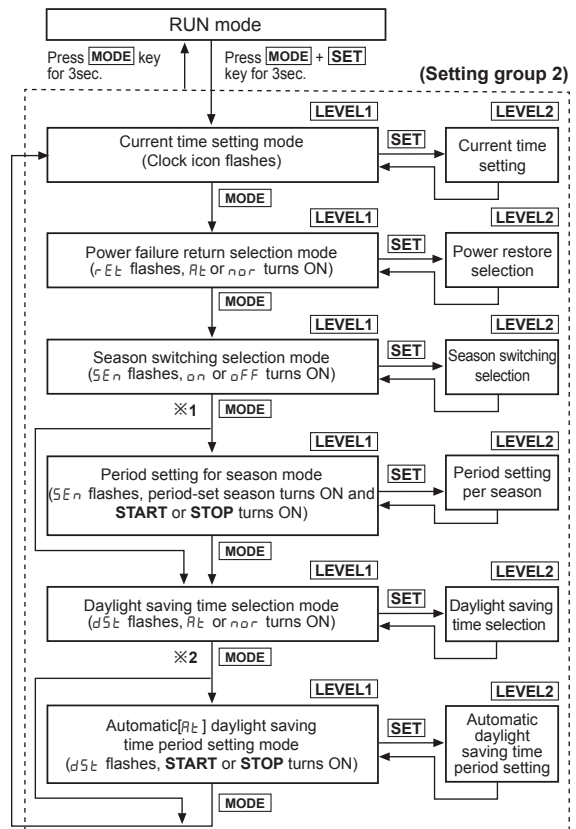 RUN mode
Press MODE key
for 3sec.
Press MODE + SET
key for 3sec.
(Setting group 2)
LEVEL1
LEVEL2
Current time setting mode
(Clock icon flashes)
SET
Current time
setting
MODE
LEVEL1
LEVEL2
Power failure return selection mode
(rEt flashes, At or nor turns ON)
SET
Power restore
selection
MODE
LEVEL1
LEVEL2
Season switching selection mode
(SEn flashes, on or oFF turns ON)
SET
Season switching
selection
※1
MODE
LEVEL1
LEVEL2
Period setting for season mode
(SEn flashes, period-set season turns ON and
START or STOP turns ON)
SET
Period setting
per season
MODE
LEVEL1
LEVEL2
Daylight saving time selection mode
(dSt flashes, At or nor turns ON)
SET
Daylight saving
time selection
※2
MODE
LEVEL1
LEVEL2
Automatic[At] daylight saving
time period setting mode
(dSt flashes, START or STOP turns ON)
SET
Automatic
daylight
saving time
period setting
MODE